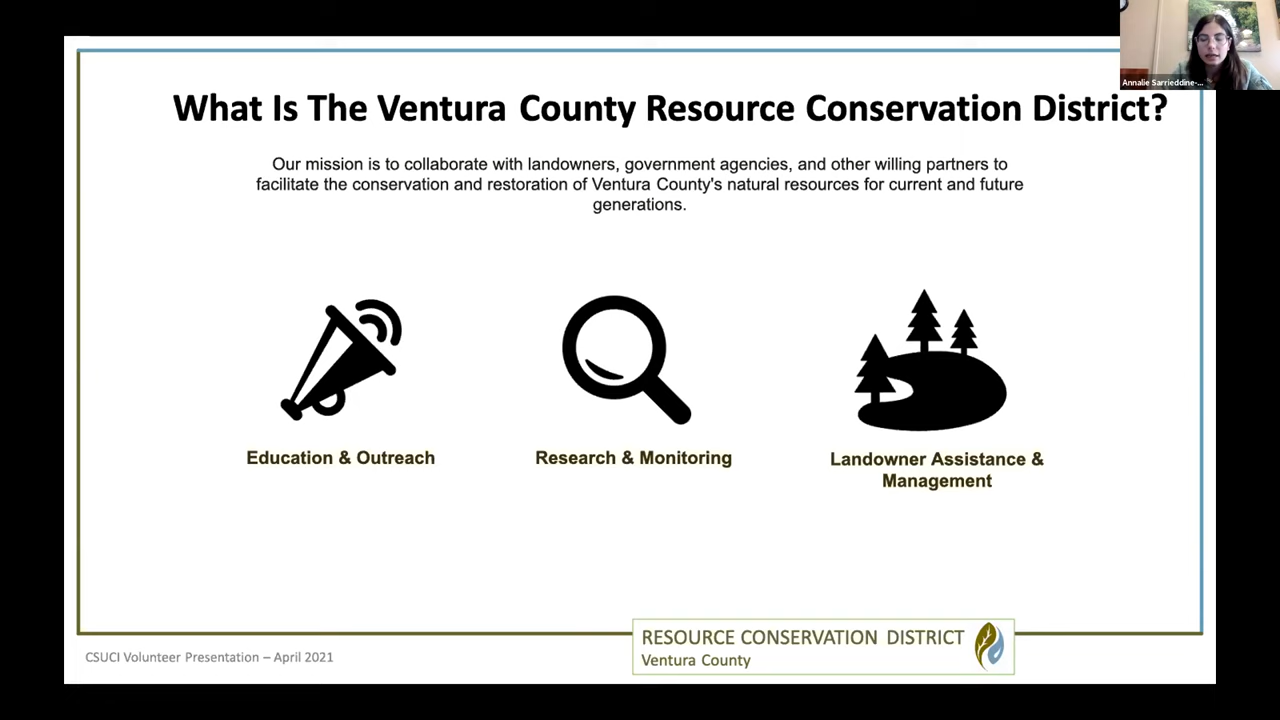 Annalie Sarrieddine-...
What Is The Ventura County Resource Conservation District?
Our mission is to collaborate with landowners, government agencies, and other willing partners to
facilitate the conservation and restoration of Ventura County's natural resources for current and future
generations.
Education & Outreach
Research & Monitoring
Landowner Assistance &
Management
CSUCI Volunteer Presentation – April 2021
RESOURCE CONSERVATION DISTRICT
Ventura County